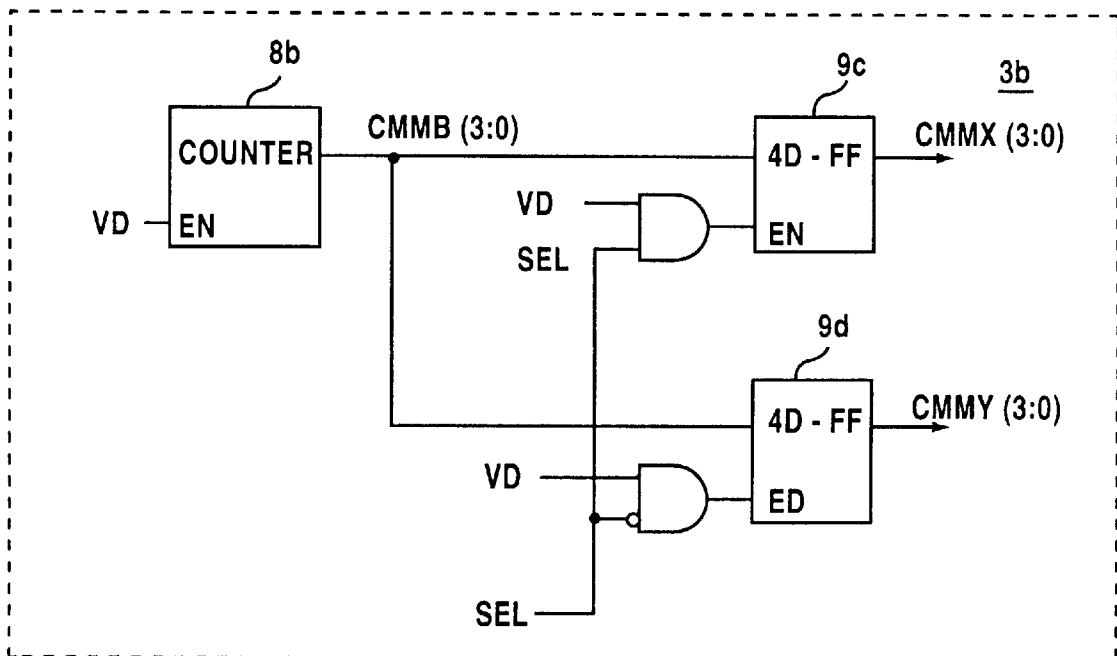 8b
9c
3b
CMMB (3:0)
CMMX (3:0)
COUNTER
4D - FF
VD
VD
EN
EN
SEL
9d
4D - FF
CMMY (3:0)
VD
ED
SEL